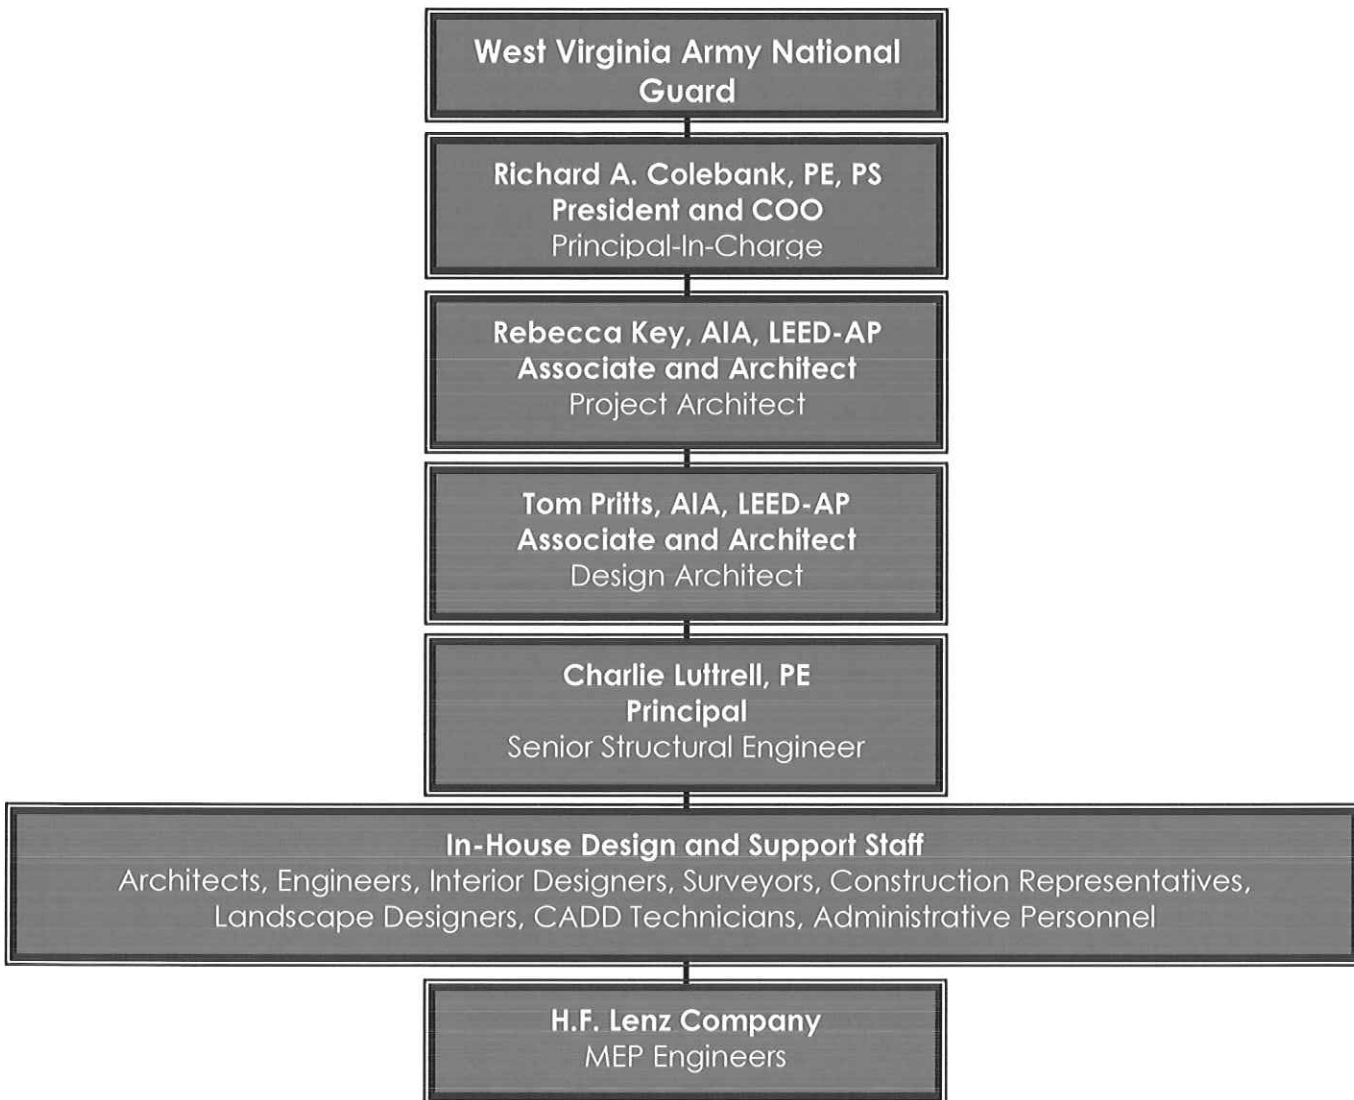 West Virginia Army National
Guard
Richard A. Colebank, PE, PS
President and COO
Principal-In-Charge
Rebecca Key, AIA, LEED-AP
Associate and Architect
Project Architect
Tom Pritts, AIA, LEED-AP
Associate and Architect
Design Architect
Charlie Luttrell, PE
Principal
Senior Structural Engineer
In-House Design and Support Staff
Architects, Engineers, Interior Designers, Surveyors, Construction Representatives,
Landscape Designers, CADD Technicians, Administrative Personnel
H.F. Lenz Company
MEP Engineers